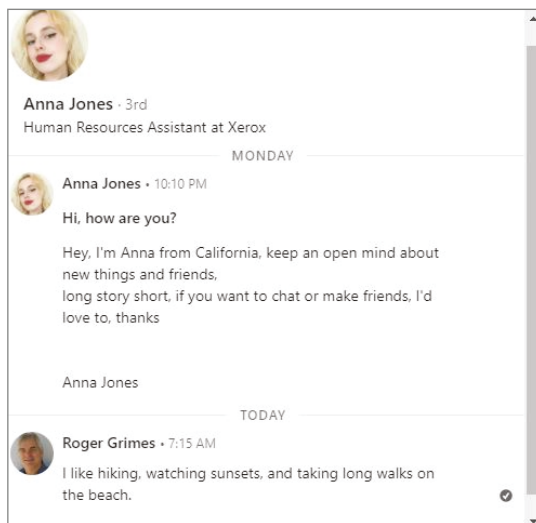 Anna Jones · 3rd
Human Resources Assistant at Xerox
MONDAY
Anna Jones • 10:10 PM
Hi, how are you?
Hey, I'm Anna from California, keep an open mind about
new things and friends,
long story short, if you want to chat or make friends, I'd
love to, thanks
Anna Jones
TODAY
Roger Grimes • 7:15 AM
I like hiking, watching sunsets, and taking long walks on
the beach.